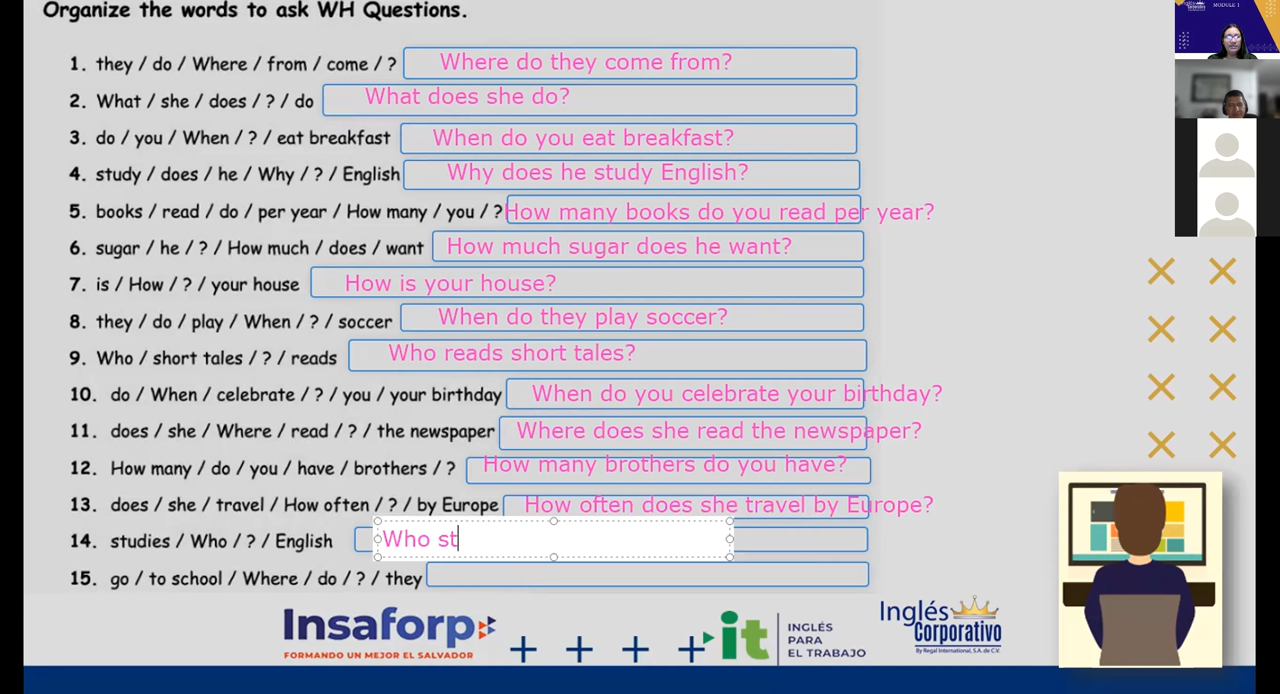 Organize the words to ask WH Questions.
1. they / do / Where / from / come / ? Where do they come from?
2. What / she / does / ? / do What does she do?
3. do / you / When / ? / eat breakfast When do you eat breakfast?
4. study / does / he / Why / ? / English Why does he study English?
5. books / read / do / per year / How many / you / ? How many books do you read per year?
6. sugar / he / ? / How much / does / want How much sugar does he want?
7. is / How / ? / your house How is your house?
8. they / do / play / When / ? / soccer When do they play soccer?
9. Who / short tales / ? / reads Who reads short tales?
10. do / When / celebrate / ? / you / your birthday When do you celebrate your birthday?
11. does / she / Where / read / ? / the newspaper Where does she read the newspaper?
12. How many / do / you / have / brothers / ? How many brothers do you have?
13. does / she / travel / How often / ? / by Europe How often does she travel by Europe?
14. studies / Who / ? / English Who st
15. go / to school / Where / do / ? / they
Insaforp
FORMANDO UN MEJOR EL SALVADOR
it
INGLÉS
PARA
EL TRABAJO
Inglés
Corporativo
By Regal International, S.A. de C.V.
MODULE 1